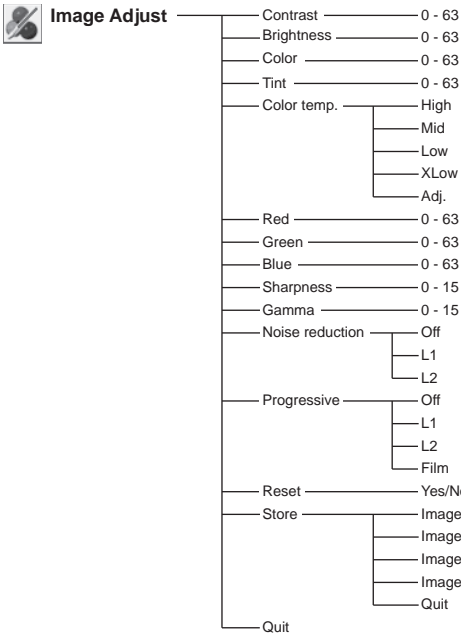 Image Adjust
Contrast 0 - 63
Brightness 0 - 63
Color 0 - 63
Tint 0 - 63
Color temp. High
Mid
Low
XLow
Adj.
Red 0 - 63
Green 0 - 63
Blue 0 - 63
Sharpness 0 - 15
Gamma 0 - 15
Noise reduction Off
L1
L2
Progressive Off
L1
L2
Film
Reset Yes/N
Store Image
Image
Image
Image
Quit
Quit